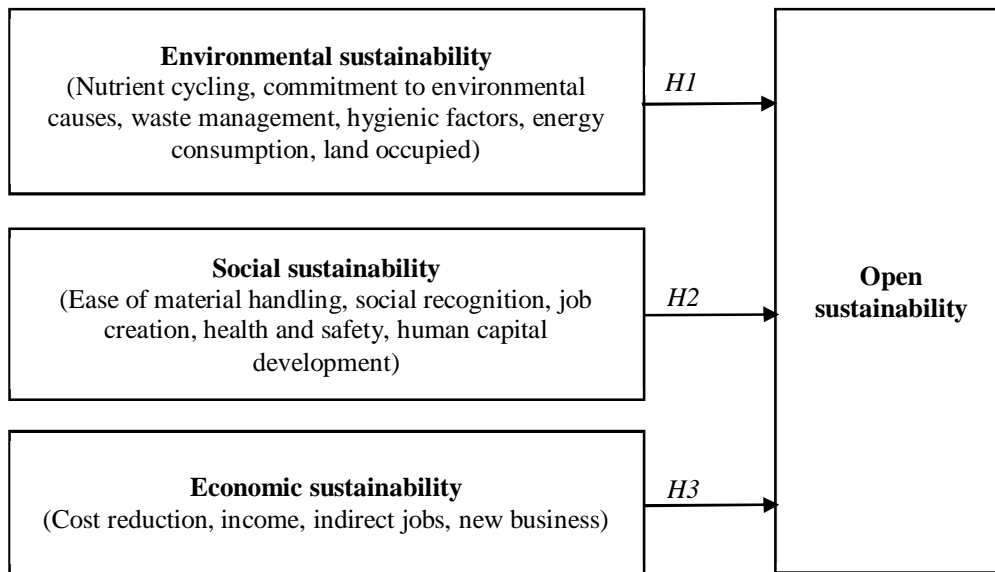 Environmental sustainability
(Nutrient cycling, commitment to environmental
causes, waste management, hygienic factors, energy
consumption, land occupied)
H1
Social sustainability
(Ease of material handling, social recognition, job
creation, health and safety, human capital
development)
H2
Open
sustainability
Economic sustainability
(Cost reduction, income, indirect jobs, new business)
H3